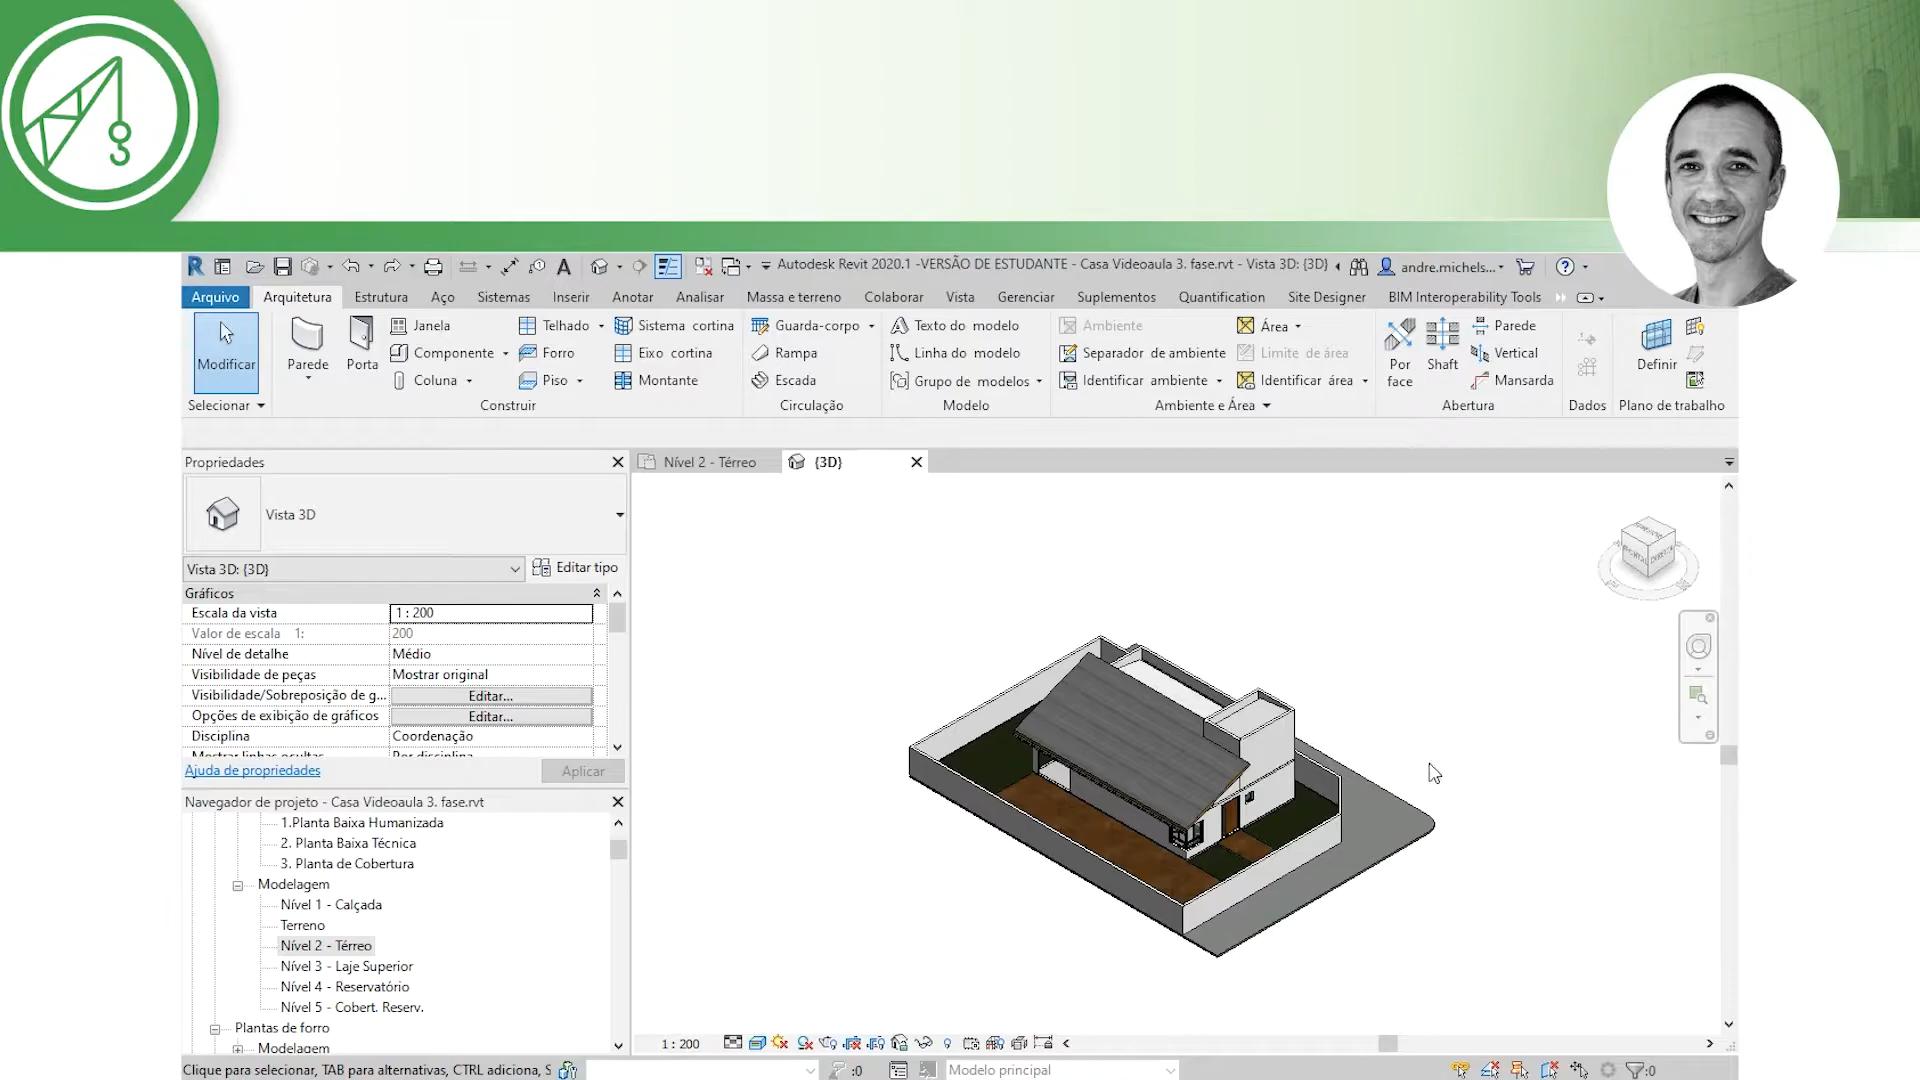 Autodesk Revit 2020.1 -VERSÃO DE ESTUDANTE - Casa Videoaula 3. fase.rvt - Vista 3D: {3D}
andre.michels...
Arquivo Arquitetura Estrutura Aço Sistemas Inserir Anotar Analisar Massa e terreno Colaborar Vista Gerenciar Suplementos Quantification Site Designer BIM Interoperability Tools
Modificar
Parede
Porta
Janela
Componente
Coluna
Telhado
Forro
Piso
Sistema cortina
Eixo cortina
Montante
Guarda-corpo
Rampa
Escada
Texto do modelo
Linha do modelo
Grupo de modelos
Ambiente
Separador de ambiente
Identificar ambiente
Área
Limite de área
Identificar área
Por face
Shaft
Parede
Vertical
Mansarda
Definir
Selecionar Construir Circulação Modelo Ambiente e Área Abertura Dados Plano de trabalho
Propriedades
Nível 2 - Térreo
{3D}
Vista 3D
Vista 3D: {3D}
Editar tipo
Gráficos
Escala da vista 1 : 200
Valor de escala 1: 200
Nível de detalhe Médio
Visibilidade de peças Mostrar original
Visibilidade/Sobreposição de g... Editar...
Opções de exibição de gráficos Editar...
Disciplina Coordenação
Mostrar linhas ocultas Por disciplina
Ajuda de propriedades
Aplicar
Navegador de projeto - Casa Videoaula 3. fase.rvt
1.Planta Baixa Humanizada
2. Planta Baixa Técnica
3. Planta de Cobertura
Modelagem
Nível 1 - Calçada
Terreno
Nível 2 - Térreo
Nível 3 - Laje Superior
Nível 4 - Reservatório
Nível 5 - Cobert. Reserv.
Plantas de forro
Modelagem
1 : 200
Clique para selecionar, TAB para alternativas, CTRL adiciona, S
:0
Modelo principal
:0